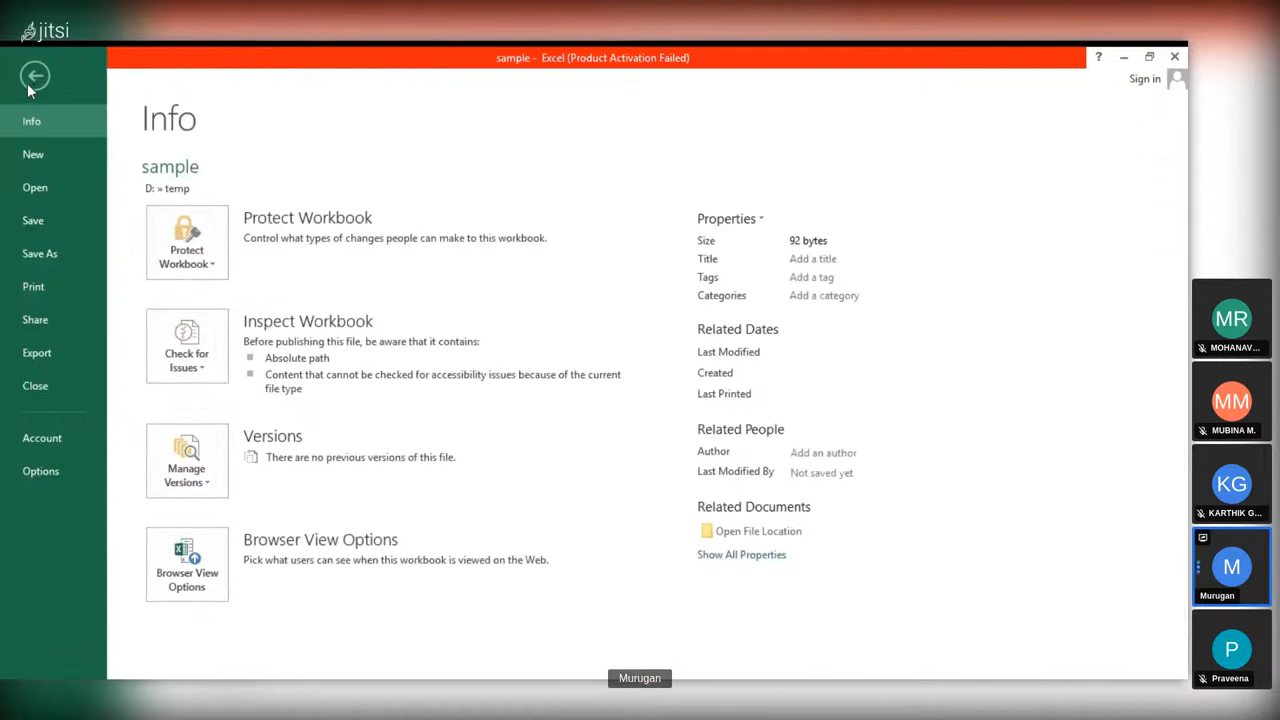 jitsi
sample - Excel (Product Activation Failed)
?
Sign in
Info
New
Open
Save
Save As
Print
Share
Export
Close
Account
Options
Info
sample
D: » temp
Protect
Workbook
Protect Workbook
Control what types of changes people can make to this workbook.
Check for
Issues
Inspect Workbook
Before publishing this file, be aware that it contains:
Absolute path
Content that cannot be checked for accessibility issues because of the current
file type
Manage
Versions
Versions
There are no previous versions of this file.
Browser View
Options
Browser View Options
Pick what users can see when this workbook is viewed on the Web.
Properties
Size 92 bytes
Title Add a title
Tags Add a tag
Categories Add a category
Related Dates
Last Modified
Created
Last Printed
Related People
Author Add an author
Last Modified By Not saved yet
Related Documents
Open File Location
Show All Properties
MR
MOHANAV...
MM
MUBINA M.
KG
KARTHIK G...
M
Murugan
P
Praveena
Murugan